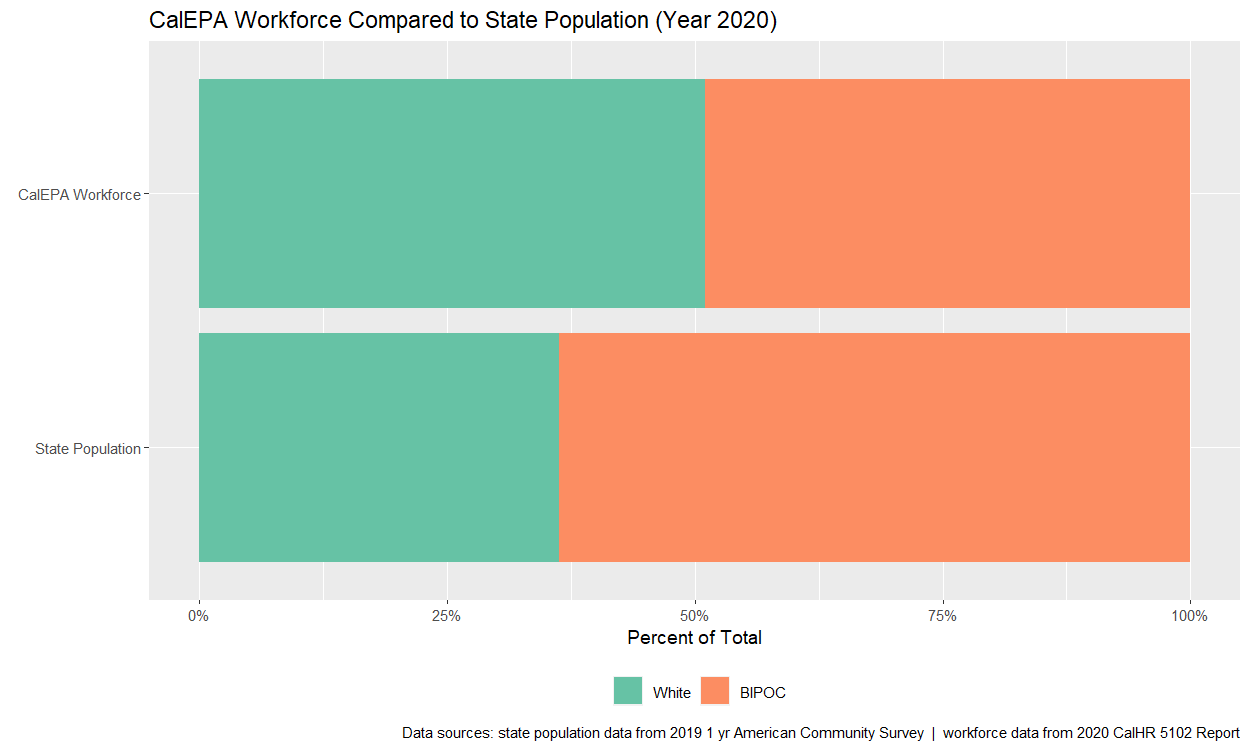 CalEPA Workforce Compared to State Population (Year 2020)
CalEPA Workforce
State Population
0% 25% 50% 75% 100%
Percent of Total
White BIPOC
Data sources: state population data from 2019 1 yr American Community Survey | workforce data from 2020 CalHR 5102 Report